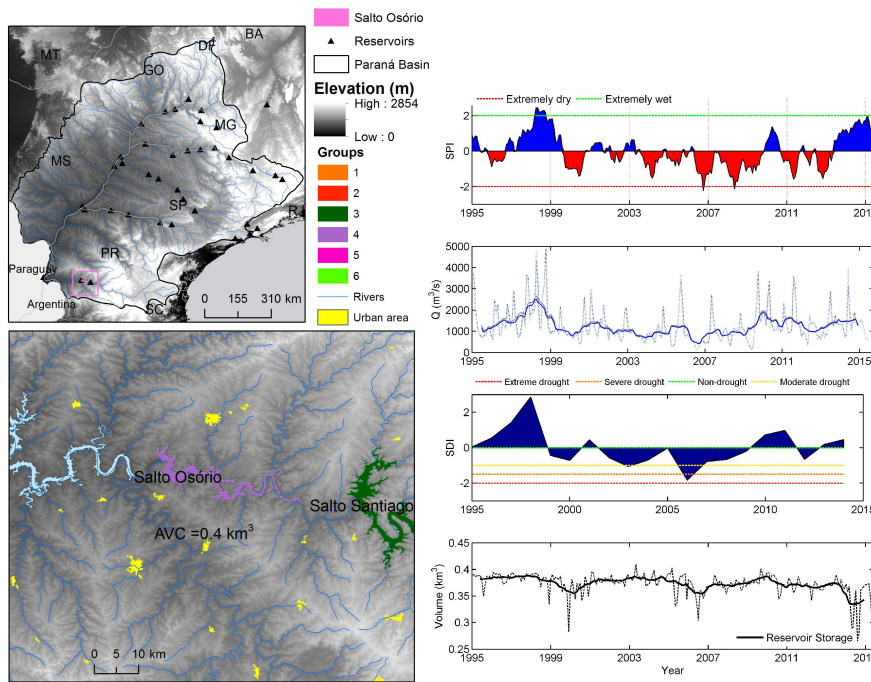 Salto Osório
Reservoirs
Paraná Basin
Elevation (m)
High : 2854
Low : 0
Groups
1
2
3
4
5
6
Rivers
Urban area
MT
GO
DF
BA
MS
MG
SP
R
PR
Paraguay
Argentina
SC
0 155 310 km
Salto Osório
Salto Santiago
AVC =0.4 km³
0 5 10 km
Extremely dry
Extremely wet
SPI
2
0
-2
1995 1999 2003 2007 2011 201
Q (m³/s)
5000
4000
3000
2000
1000
0
1995 1999 2003 2007 2011 2015
Extreme drought
Severe drought
Non-drought
Moderate drought
SDI
2
0
-2
1995 2000 2005 2010 2015
Volume (km³)
0.45
0.4
0.35
0.3
0.25
Reservoir Storage
1995 1999 2003 2007 2011 201
Year